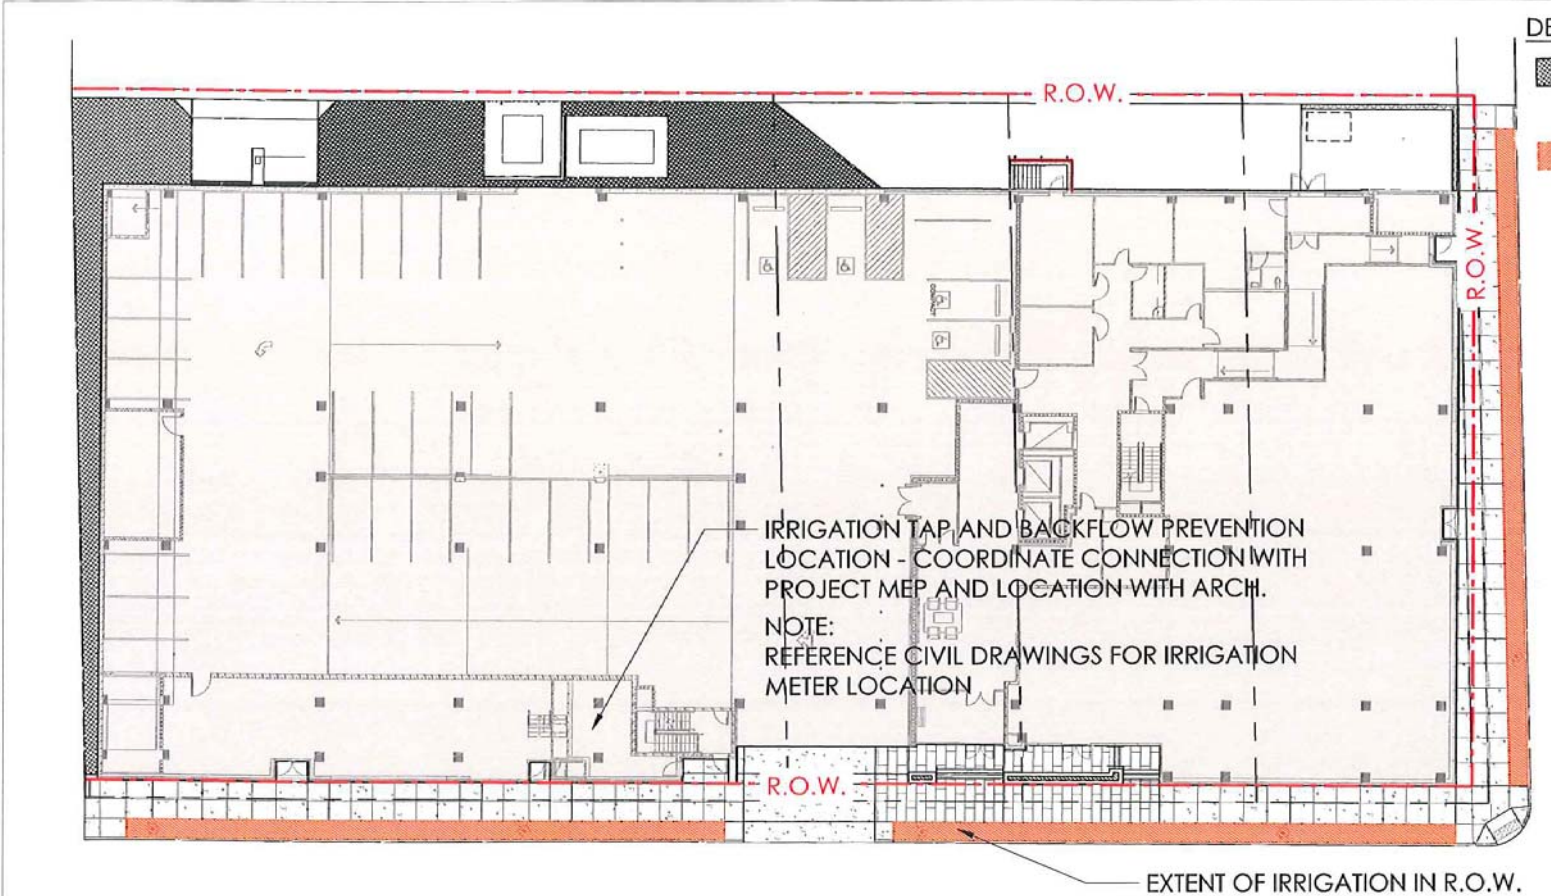 DE
R.O.W.
R.O.W.
IRRIGATION TAP AND BACKFLOW PREVENTION
LOCATION - COORDINATE CONNECTION WITH
PROJECT MEP AND LOCATION WITH ARCH.
NOTE:
REFERENCE CIVIL DRAWINGS FOR IRRIGATION
METER LOCATION
R.O.W.
EXTENT OF IRRIGATION IN R.O.W.